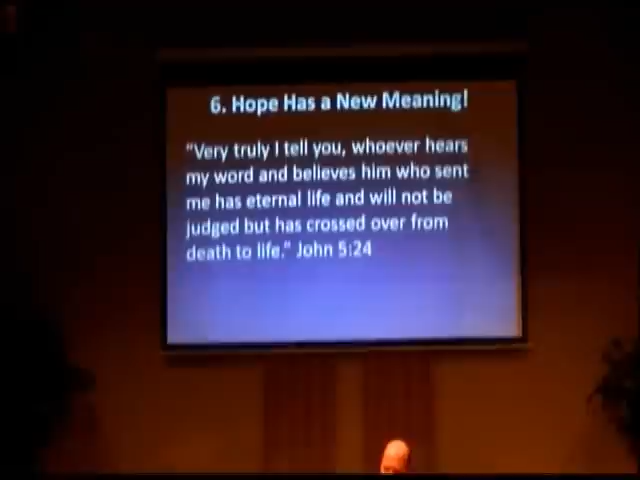 6. Hope Has a New Meaning!
"Very truly I tell you, whoever hears
my word and believes him who sent
me has eternal life and will not be
judged but has crossed over from
death to life." John 5:24